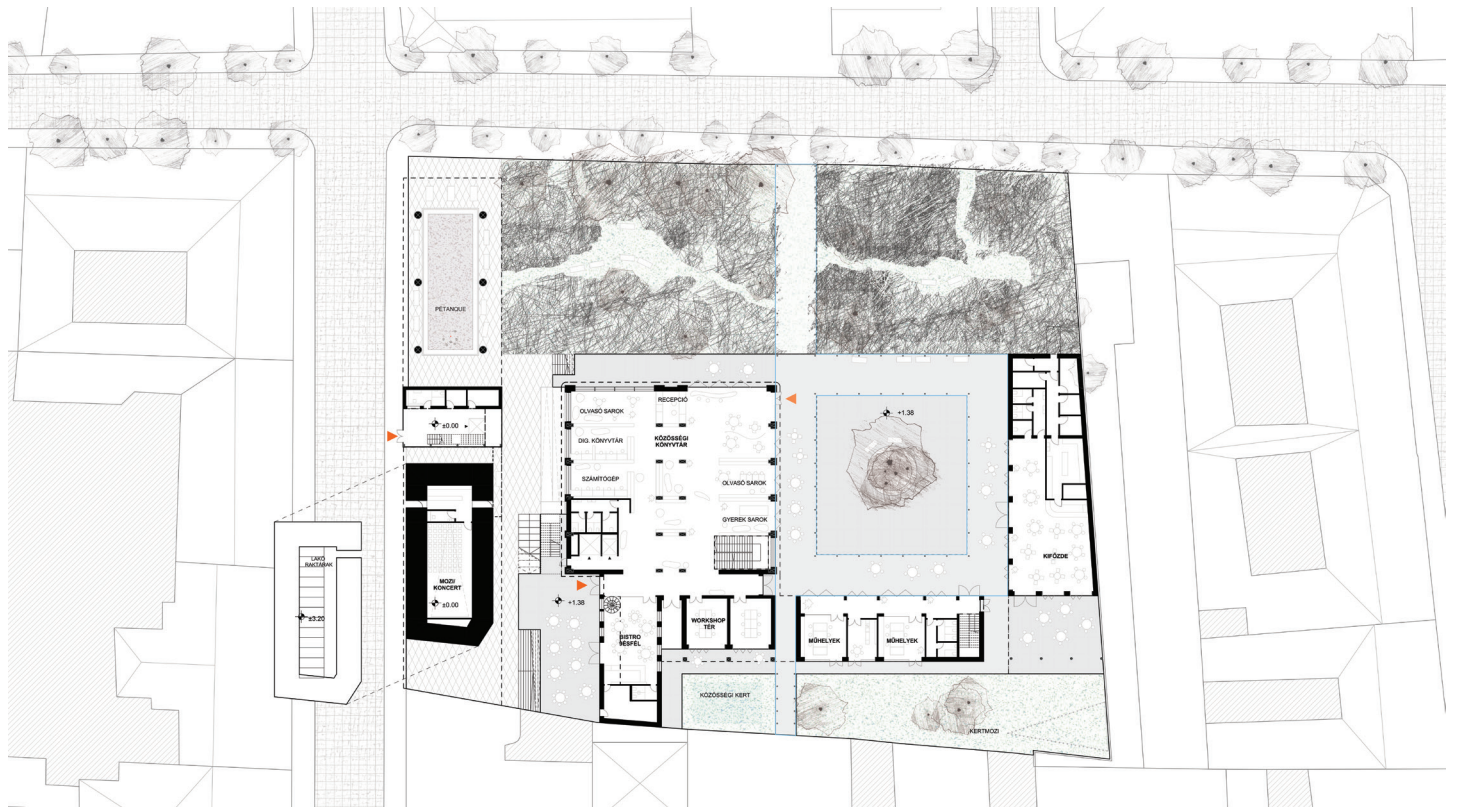 PÉTANQUE
OLVASÓ SAROK
RECEPCIÓ
+1.38
±0.00
DIG. KÖNYVTÁR
KÖZÖSSÉGI
KÖNYVTÁR
SZÁMÍTÓGÉP
OLVASÓ SAROK
GYEREK SAROK
KIFŐZDE
LAKÓ
RAKTÁRAK
±3.20
MOZI/
KONCERT
±0.00
+1.38
BISTRO
WORKSHOP
TÉR
MŰHELYEK
MŰHELYEK
KÖZÖSSÉGI KERT
KERTMOZI